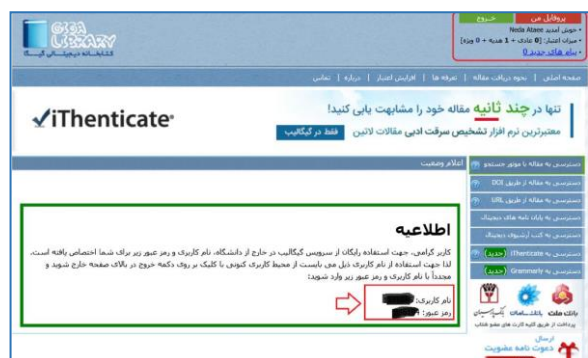 پروفایل من
خروج
• خوش آمدید Neda Ataee
• میزان اعتبار: [0 عادی + 1 هدیه + 0 ویژه]
• پیام های جدید 0
GIGA LIBRARY
کتابخانه دیجیتالی گیگا
صفحه اصلی | نحوه دریافت مقاله | تعرفه ها | افزایش اعتبار | درباره | تماس
iThenticate®
تنها در چند ثانیه مقاله خود را مشابهت یابی کنید!
معتبرترین نرم افزار تشخیص سرقت ادبی مقالات لاتین فقط در گیگالیب
دسترسی به مقاله با موتور جستجو
دسترسی به مقاله از طریق DOI
دسترسی به مقاله از طریق URL
دسترسی به پایان نامه های دیجیتال
دسترسی به کتب آرشیوی دیجیتال
دسترسی به iThenticate (جدید)
دسترسی به Grammarly (جدید)
اعلام وضعیت
اطلاعیه
کاربر گرامی، جهت استفاده رایگان از سرویس گیگالیب در خارج از دانشگاه، نام کاربری و رمز عبور زیر برای شما اختصاص یافته است.
لذا جهت استفاده از نام کاربری ذیل می بایست از محیط کاربری کنونی با کلیک بر روی دکمه خروج در بالای صفحه خارج شوید و
مجدداً با نام کاربری و رمز عبور زیر وارد شوید:
نام کاربری:
رمز عبور:
بانک ملت
بانک سامان
بانک پارسیان
پرداخت از طریق کلیه کارت های عضو شتاب
ارسال
دعوت نامه عضویت